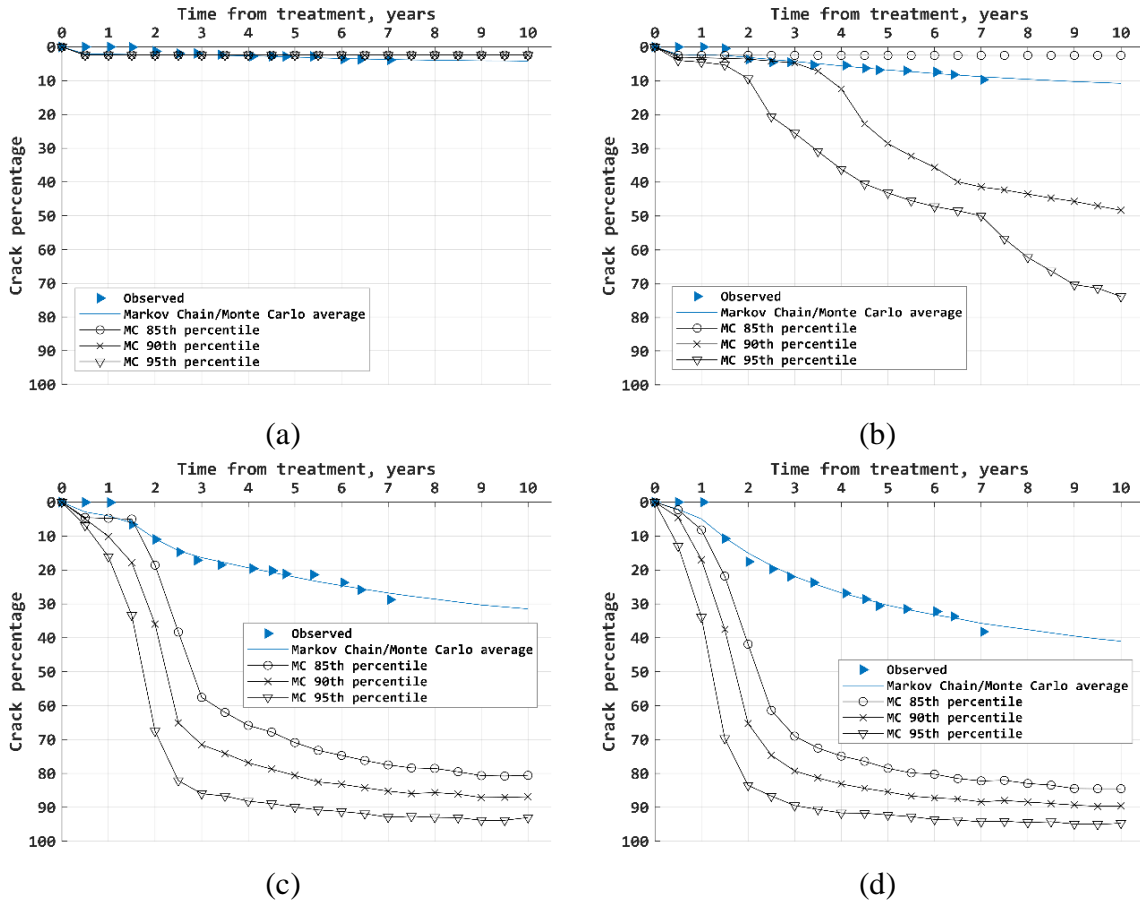 Time from treatment, years
0 1 2 3 4 5 6 7 8 9 10
0
10
20
30
40
50
60
70
80
90
100
Crack percentage
Observed
Markov Chain/Monte Carlo average
MC 85th percentile
MC 90th percentile
MC 95th percentile
(a)
Time from treatment, years
0 1 2 3 4 5 6 7 8 9 10
0
10
20
30
40
50
60
70
80
90
100
Crack percentage
Observed
Markov Chain/Monte Carlo average
MC 85th percentile
MC 90th percentile
MC 95th percentile
(b)
Time from treatment, years
0 1 2 3 4 5 6 7 8 9 10
0
10
20
30
40
50
60
70
80
90
100
Crack percentage
Observed
Markov Chain/Monte Carlo average
MC 85th percentile
MC 90th percentile
MC 95th percentile
(c)
Time from treatment, years
0 1 2 3 4 5 6 7 8 9 10
0
10
20
30
40
50
60
70
80
90
100
Crack percentage
Observed
Markov Chain/Monte Carlo average
MC 85th percentile
MC 90th percentile
MC 95th percentile
(d)